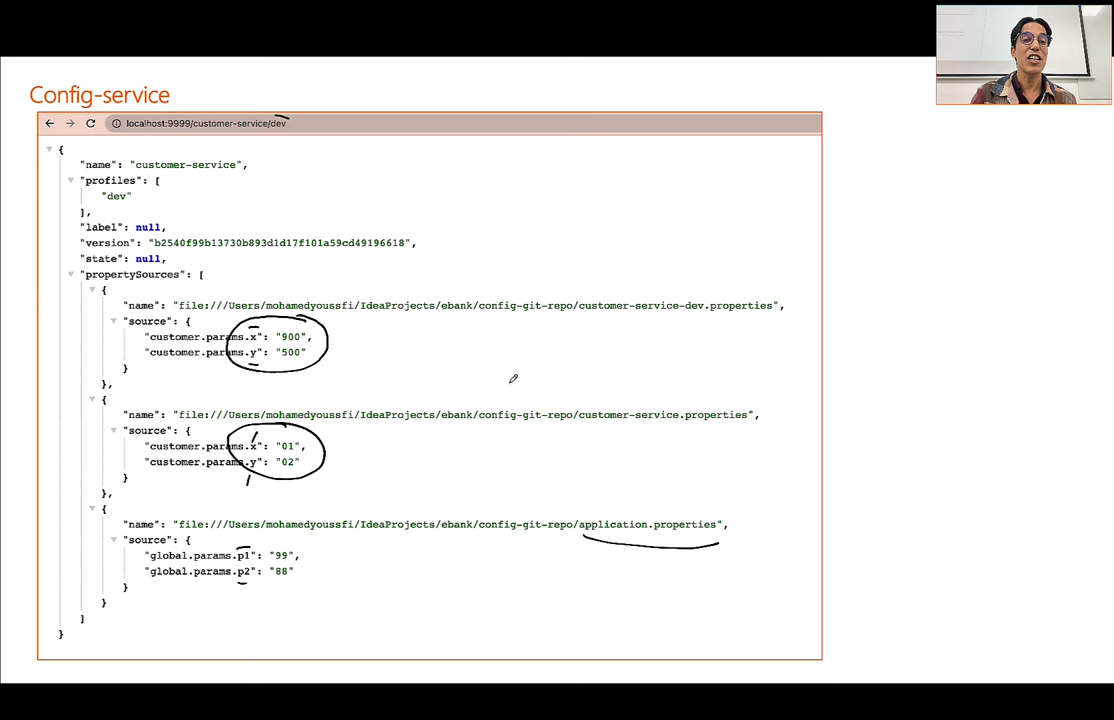 Config-service
localhost:9999/customer-service/dev
{
"name": "customer-service",
"profiles": [
"dev"
],
"label": null,
"version": "b2540f99b13730b893d1d17f101a59cd49196618",
"state": null,
"propertySources": [
{
"name": "file:///Users/mohamedyoussfi/IdeaProjects/ebank/config-git-repo/customer-service-dev.properties",
"source": {
"customer.params.x": "900",
"customer.params.y": "500"
}
},
{
"name": "file:///Users/mohamedyoussfi/IdeaProjects/ebank/config-git-repo/customer-service.properties",
"source": {
"customer.params.x": "01",
"customer.params.y": "02"
}
},
{
"name": "file:///Users/mohamedyoussfi/IdeaProjects/ebank/config-git-repo/application.properties",
"source": {
"global.params.p1": "99",
"global.params.p2": "88"
}
}
]
}